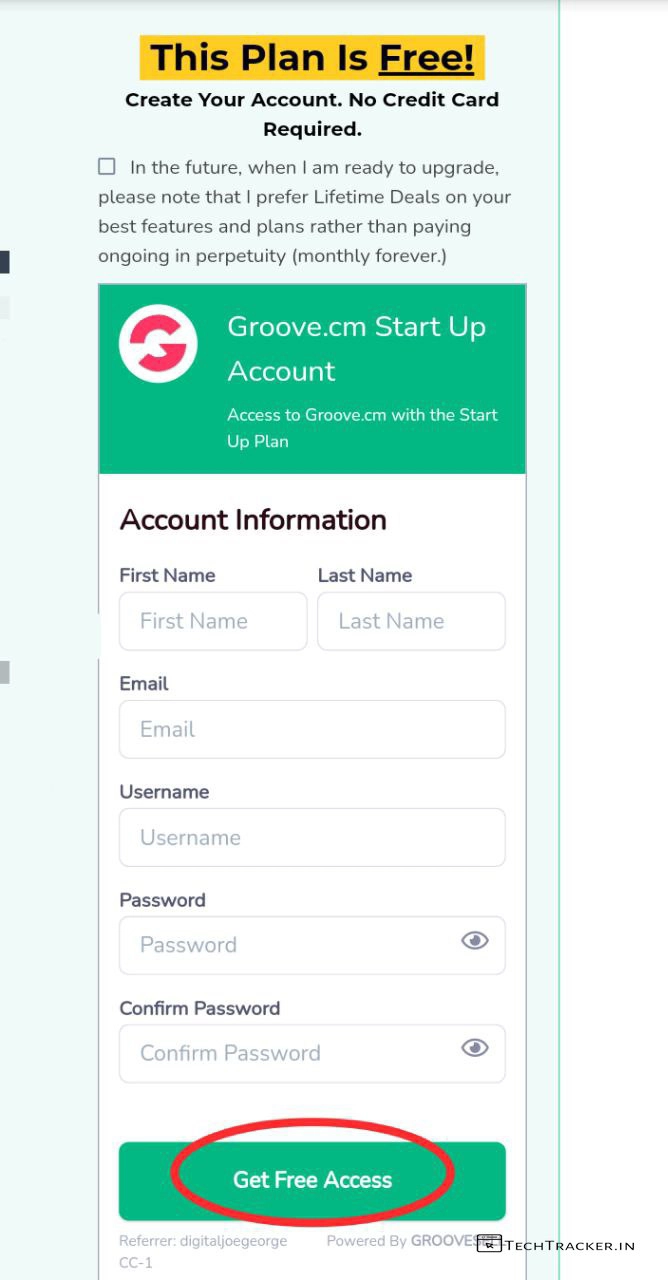 This Plan Is Free!
Create Your Account. No Credit Card
Required.
In the future, when I am ready to upgrade,
please note that I prefer Lifetime Deals on your
best features and plans rather than paying
ongoing in perpetuity (monthly forever.)
Groove.cm Start Up
Account
Access to Groove.cm with the Start
Up Plan
Account Information
First Name Last Name
First Name Last Name
Email
Email
Username
Username
Password
Password
Confirm Password
Confirm Password
Get Free Access
Referrer: digitaljoegeorge Powered By
CC-1
TECHTRACKER.IN